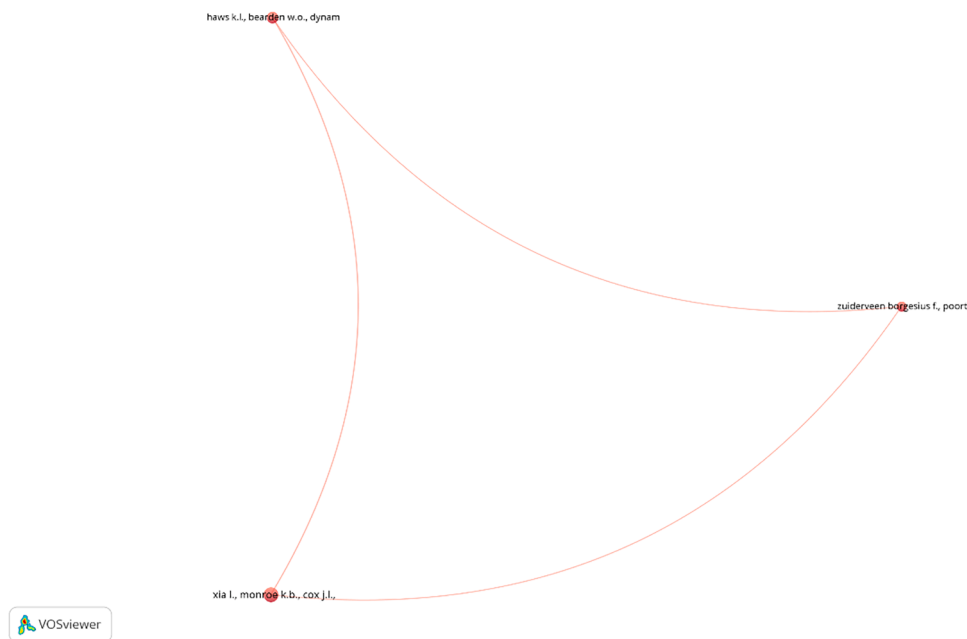 haws k.l., bearden w.o., dynam
zuiderveen borgesius f., poort
xia l., monroe k.b., cox j.l.,
VOSviewer